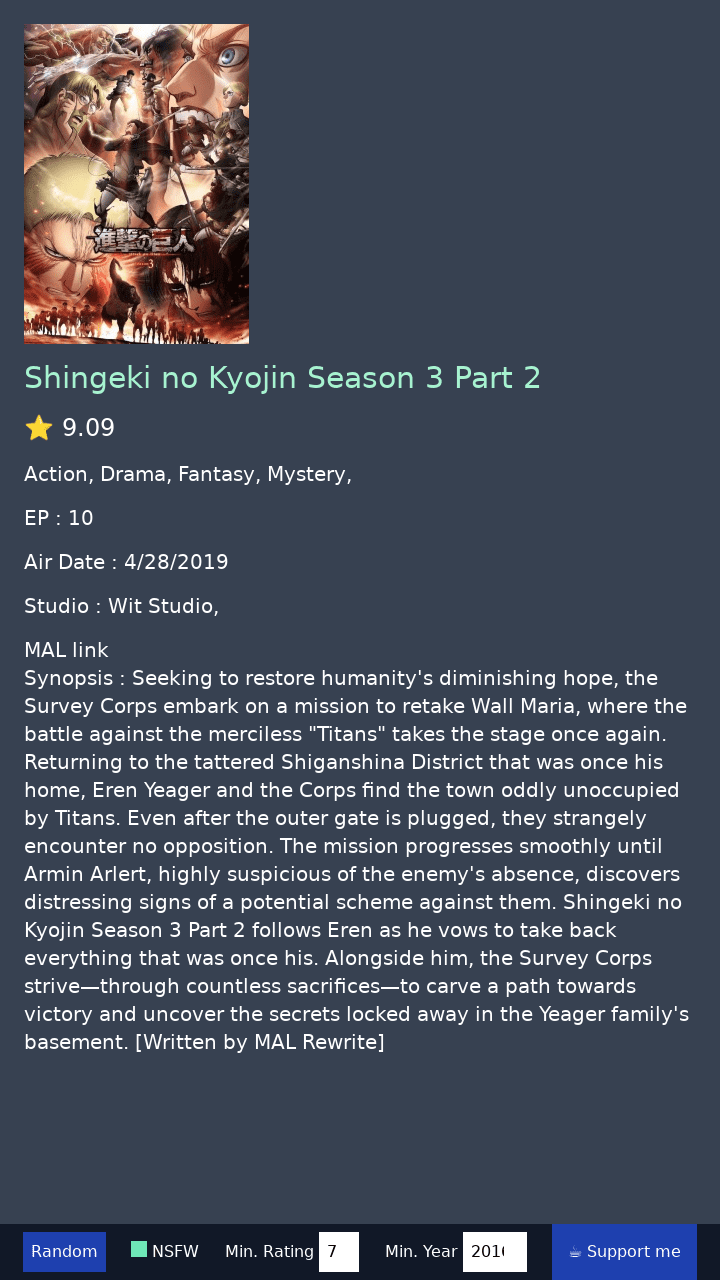 進撃の巨人
Shingeki no Kyojin Season 3 Part 2
⭐ 9.09
Action, Drama, Fantasy, Mystery,
EP : 10
Air Date : 4/28/2019
Studio : Wit Studio,
MAL link
Synopsis : Seeking to restore humanity's diminishing hope, the
Survey Corps embark on a mission to retake Wall Maria, where the
battle against the merciless "Titans" takes the stage once again.
Returning to the tattered Shiganshina District that was once his
home, Eren Yeager and the Corps find the town oddly unoccupied
by Titans. Even after the outer gate is plugged, they strangely
encounter no opposition. The mission progresses smoothly until
Armin Arlert, highly suspicious of the enemy's absence, discovers
distressing signs of a potential scheme against them. Shingeki no
Kyojin Season 3 Part 2 follows Eren as he vows to take back
everything that was once his. Alongside him, the Survey Corps
strive—through countless sacrifices—to carve a path towards
victory and uncover the secrets locked away in the Yeager family's
basement. [Written by MAL Rewrite]
Random NSFW Min. Rating 7 Min. Year 201 ☕ Support me